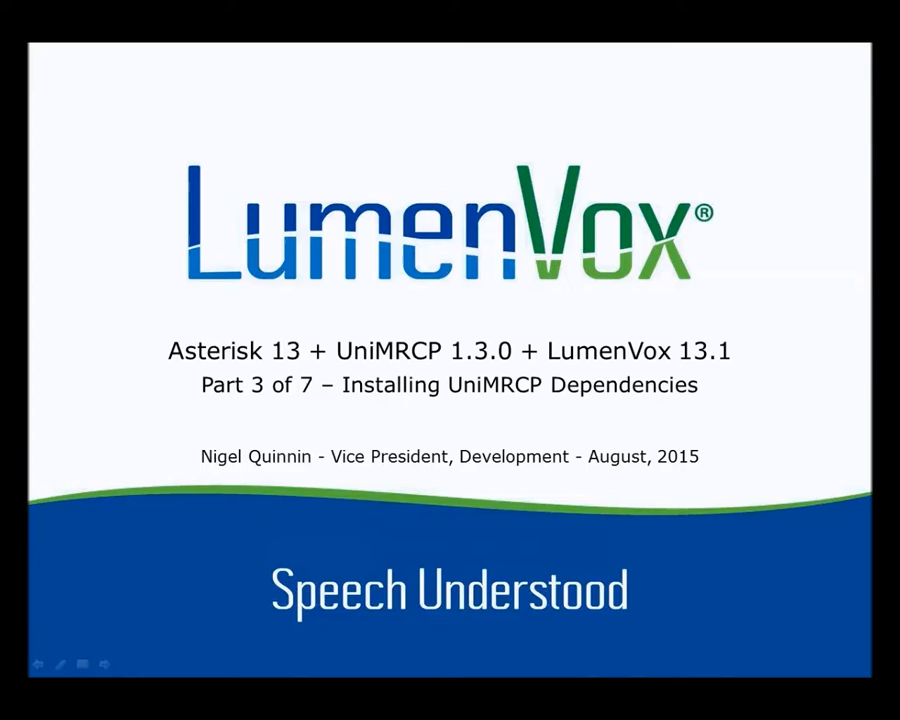 LumenVox®
Asterisk 13 + UniMRCP 1.3.0 + LumenVox 13.1
Part 3 of 7 – Installing UniMRCP Dependencies
Nigel Quinnin - Vice President, Development - August, 2015
Speech Understood